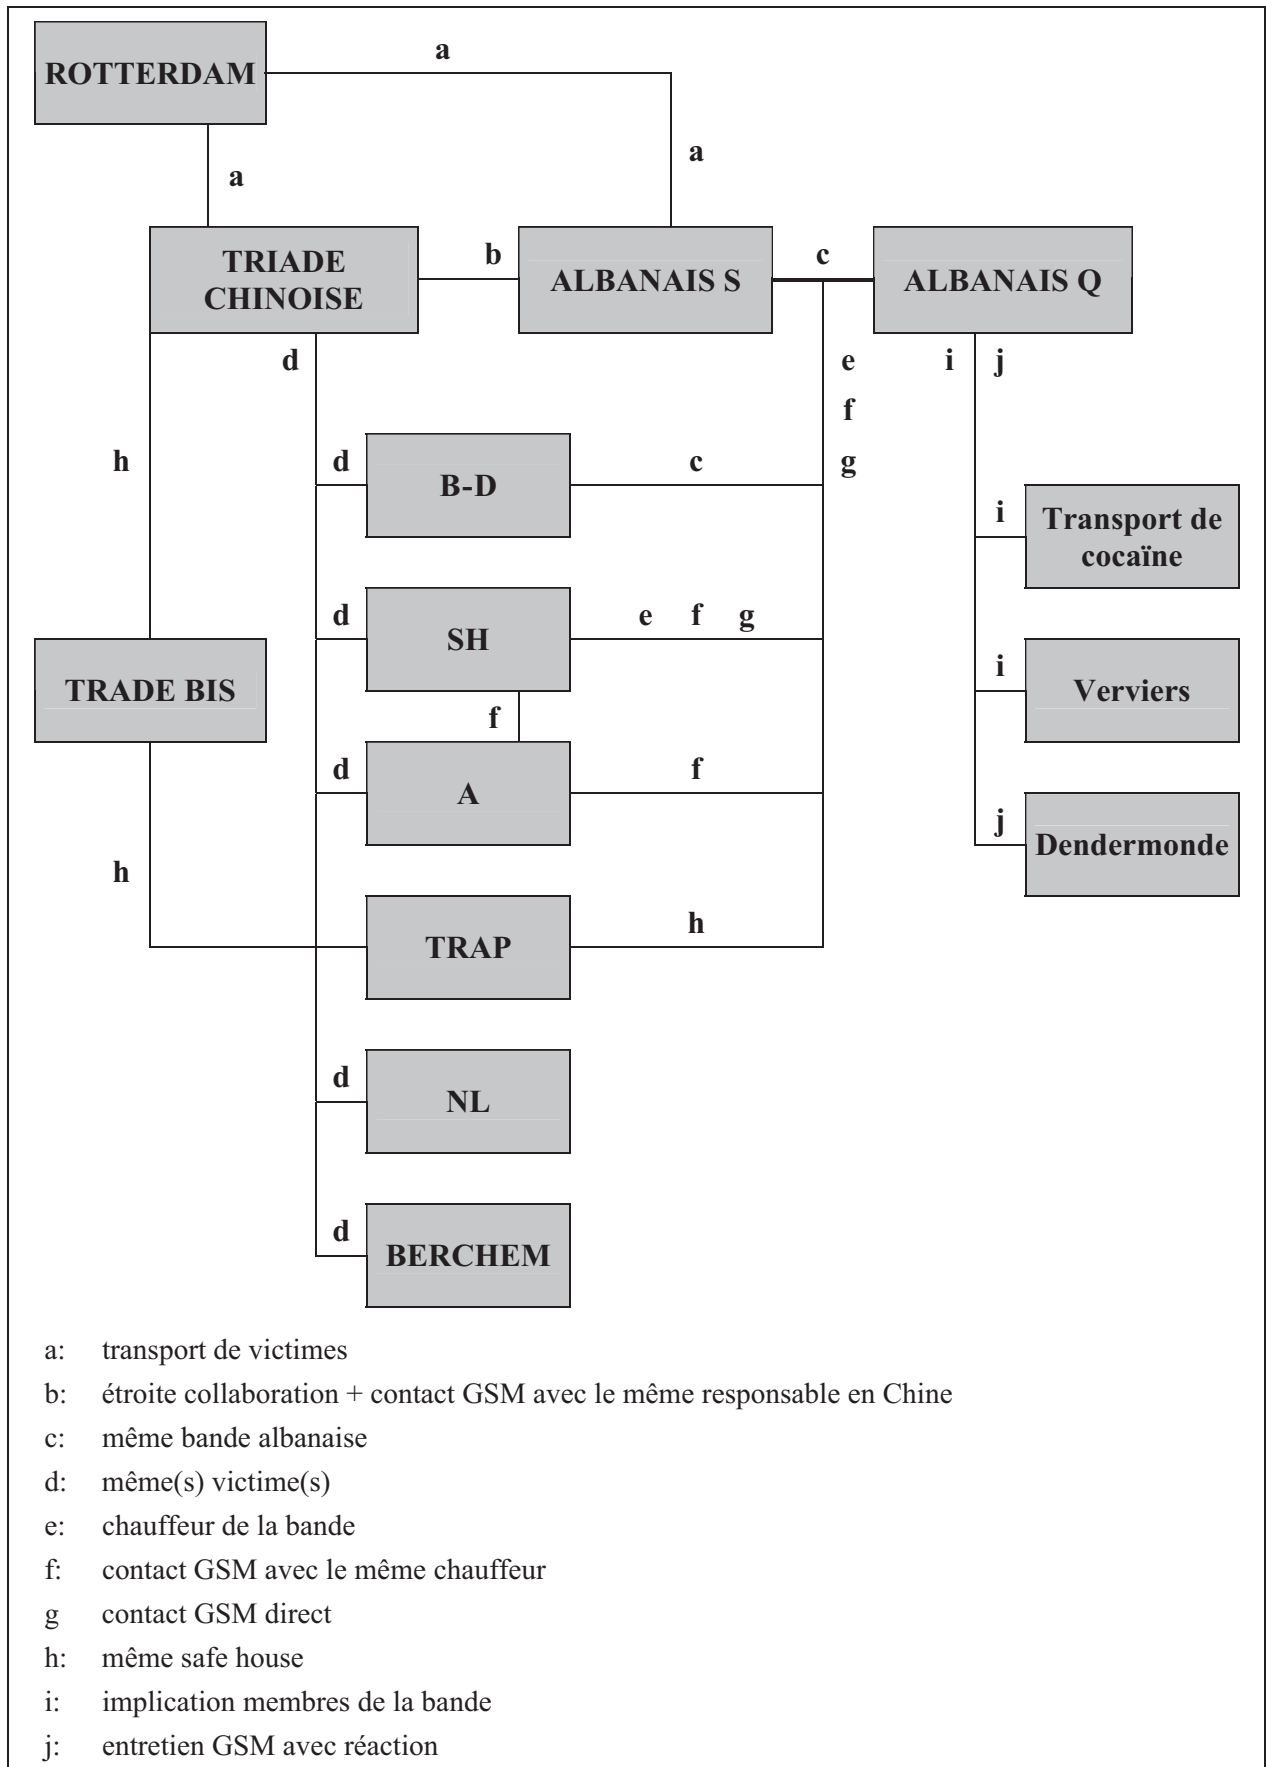 a
ROTTERDAM
a
a
TRIADE
CHINOISE
b
ALBANAIS S
c
ALBANAIS Q
d
e
i
j
f
h
d
B-D
c
g
i
Transport de
cocaïne
d
SH
e f g
TRADE BIS
i
Verviers
f
d
A
f
j
Dendermonde
h
TRAP
h
d
NL
d
BERCHEM
a: transport de victimes
b: étroite collaboration + contact GSM avec le même responsable en Chine
c: même bande albanaise
d: même(s) victime(s)
e: chauffeur de la bande
f: contact GSM avec le même chauffeur
g contact GSM direct
h: même safe house
i: implication membres de la bande
j: entretien GSM avec réaction